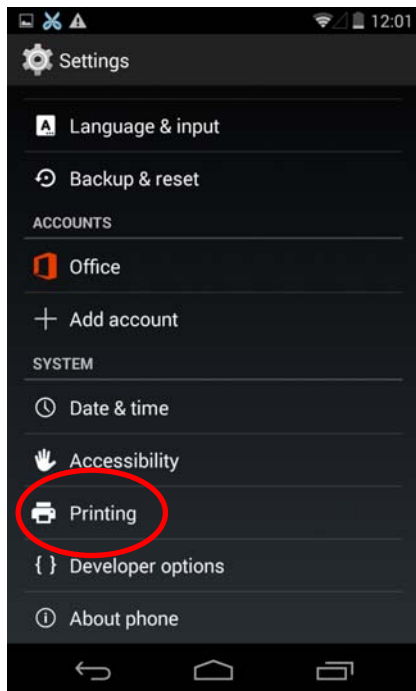 12:01
Settings
Language & input
Backup & reset
ACCOUNTS
Office
Add account
SYSTEM
Date & time
Accessibility
Printing
{ } Developer options
About phone